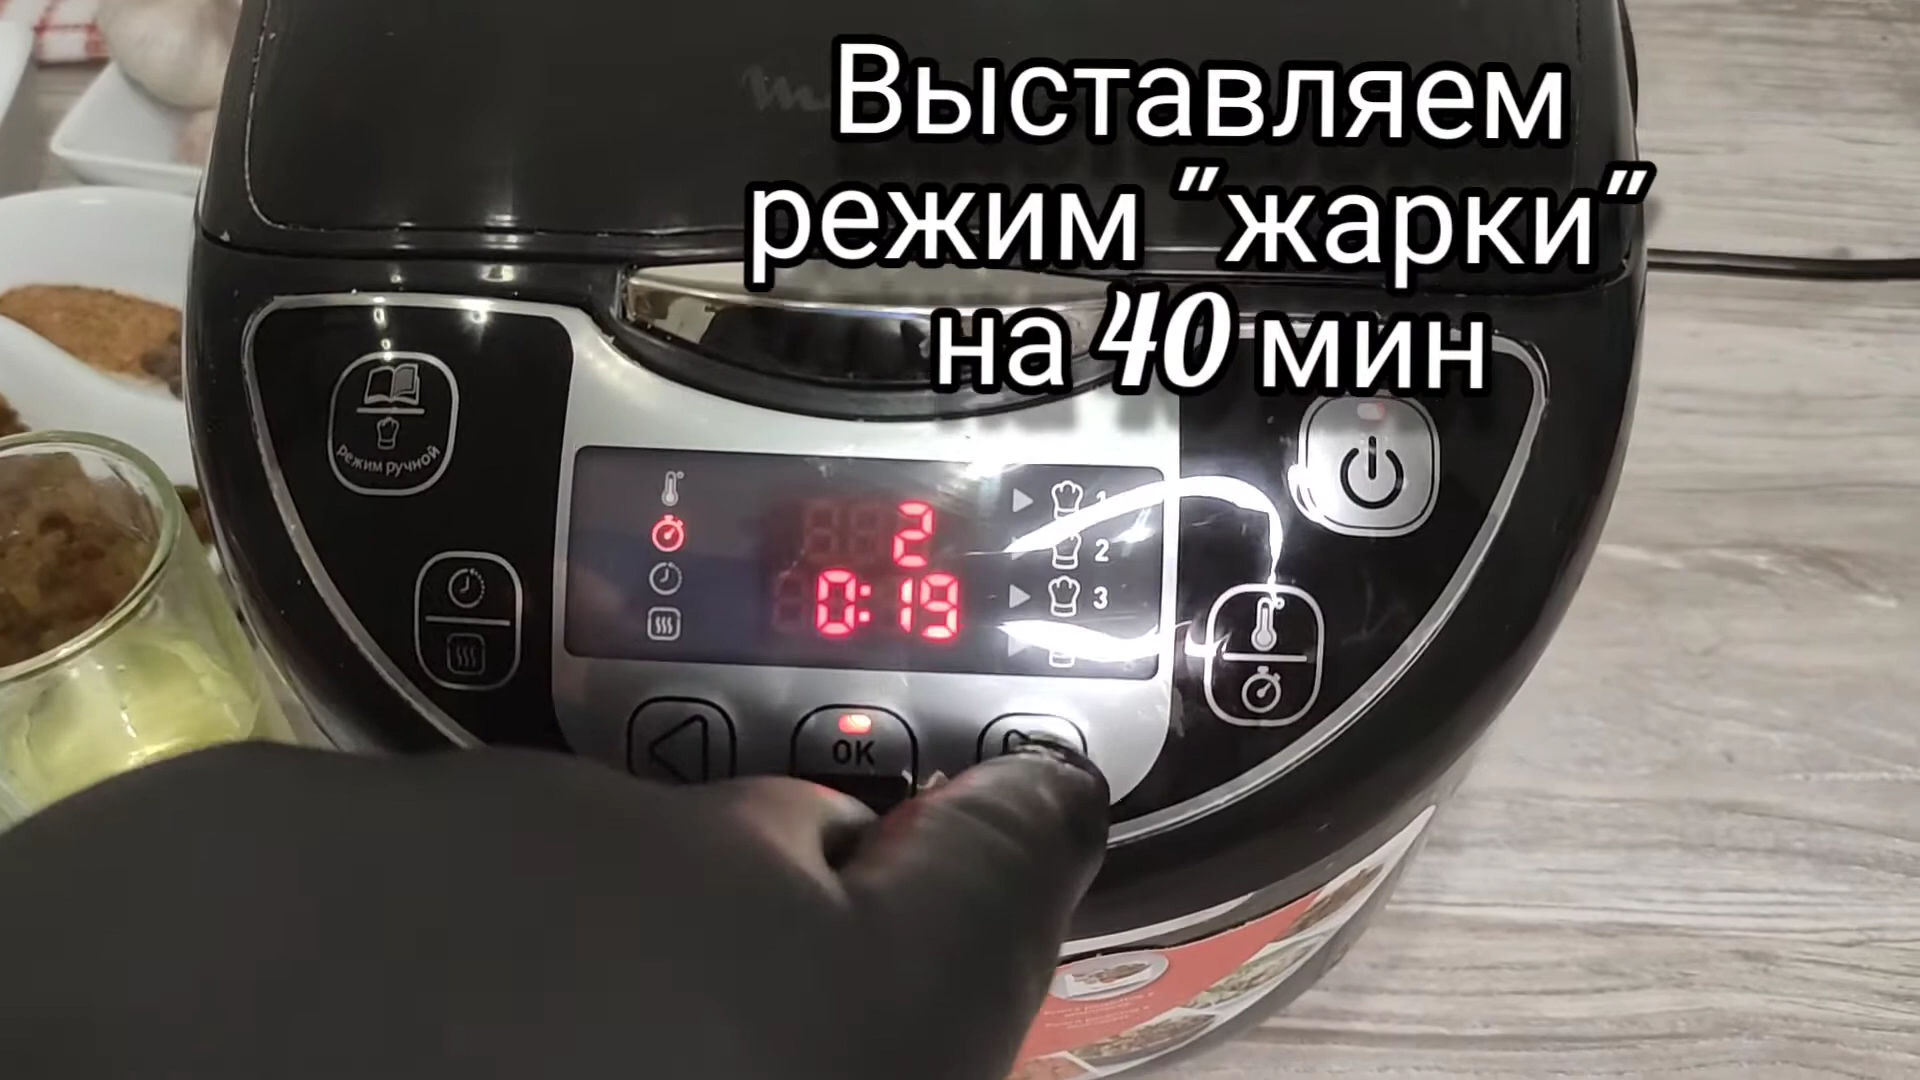 Выставляем
режим "жарки"
на 40 мин
режим ручной
2
0:19
1
2
3
OK